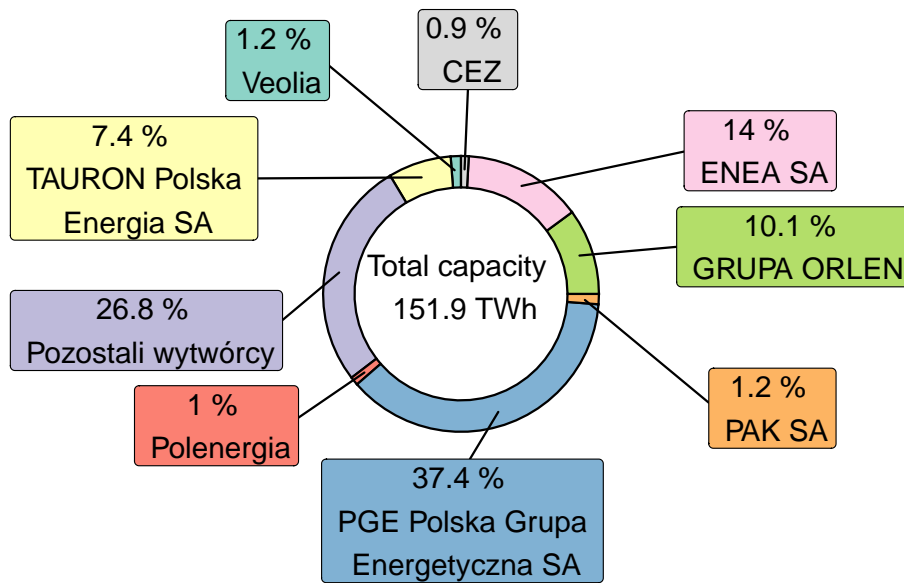 1.2 %
Veolia
0.9 %
CEZ
7.4 %
TAURON Polska
Energia SA
14 %
ENEA SA
10.1 %
GRUPA ORLEN
Total capacity
151.9 TWh
26.8 %
Pozostali wytwórcy
1.2 %
PAK SA
1 %
Polenergia
37.4 %
PGE Polska Grupa
Energetyczna SA